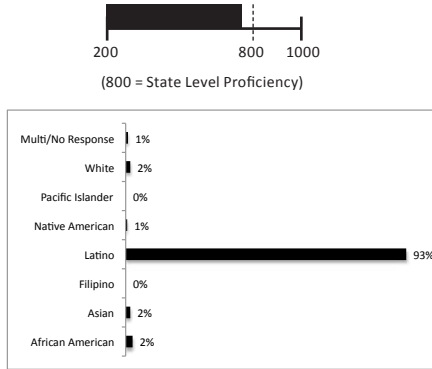 200 800 1000
(800 = State Level Proficiency)
Multi/No Response 1%
White 2%
Pacific Islander 0%
Native American 1%
Latino 93%
Filipino 0%
Asian 2%
African American 2%